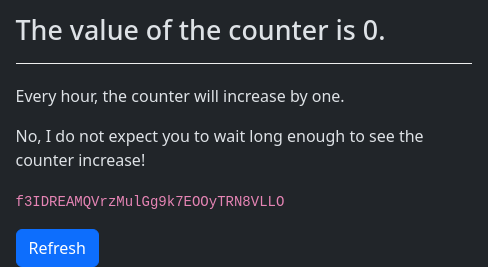 The value of the counter is 0.
Every hour, the counter will increase by one.
No, I do not expect you to wait long enough to see the
counter increase!
f3IDREAMQVrzMulGg9k7EOOyTRN8VLLO
Refresh